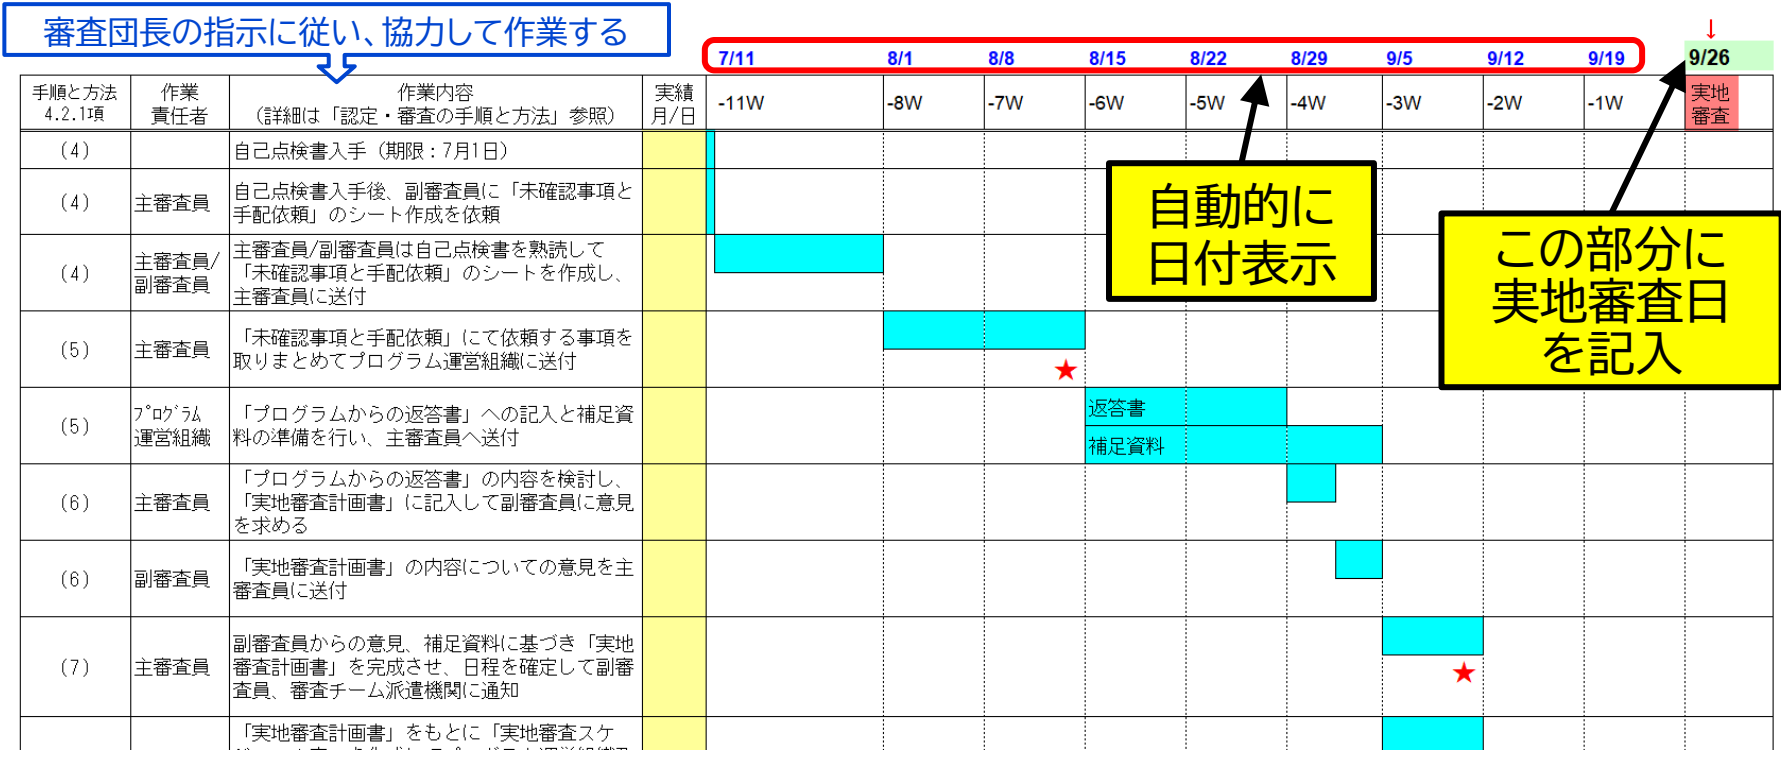 審査団長の指示に従い、協力して作業する
↓
7/11 8/1 8/8 8/15 8/22 8/29 9/5 9/12 9/19 9/26
手順と方法
4.2.1項
作業
責任者
作業内容
(詳細は「認定・審査の手順と方法」参照)
実績
月/日
-11W -8W -7W -6W -5W -4W -3W -2W -1W
実地
審査
(4)
自己点検書入手(期限:7月1日)
(4)
主審査員
自己点検書入手後、副審査員に「未確認事項と
手配依頼」のシート作成を依頼
自動的に
日付表示
この部分に
実地審査日
を記入
(4)
主審査員/
副審査員
主審査員/副審査員は自己点検書を熟読して
「未確認事項と手配依頼」のシートを作成し、
主審査員に送付
(5)
主審査員
「未確認事項と手配依頼」にて依頼する事項を
取りまとめてプログラム運営組織に送付
★
(5)
プログラム
運営組織
「プログラムからの返答書」への記入と補足資
料の準備を行い、主審査員へ送付
返答書
補足資料
(6)
主審査員
「プログラムからの返答書」の内容を検討し、
「実地審査計画書」に記入して副審査員に意見
を求める
(6)
副審査員
「実地審査計画書」の内容についての意見を主
審査員に送付
(7)
主審査員
副審査員からの意見、補足資料に基づき「実地
審査計画書」を完成させ、日程を確定して副審
査員、審査チーム派遣機関に通知
★
「実地審査計画書」をもとに「実地審査スケ